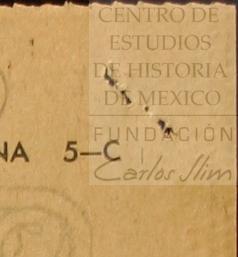 CENTRO DE
ESTUDIOS
DE HISTORIA
DE MEXICO
FUNDACIÓN
Carlos Slim
NA 5—C